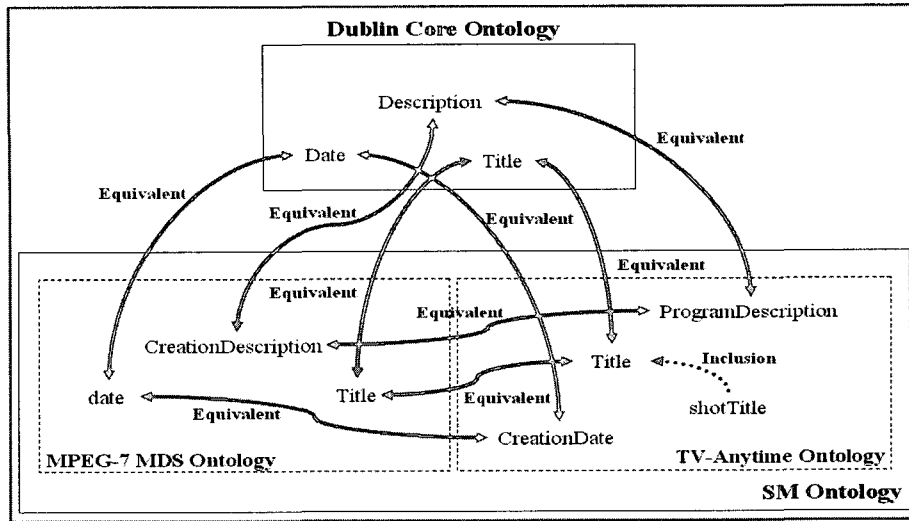 Dublin Core Ontology
Description
Equivalent
Date
Title
Equivalent
Equivalent
Equivalent
Equivalent
Equivalent
Equivalent
ProgramDescription
CreationDescription
Title
Inclusion
date
Title
shotTitle
Equivalent
Equivalent
CreationDate
MPEG-7 MDS Ontology
TV-Anytime Ontology
SM Ontology